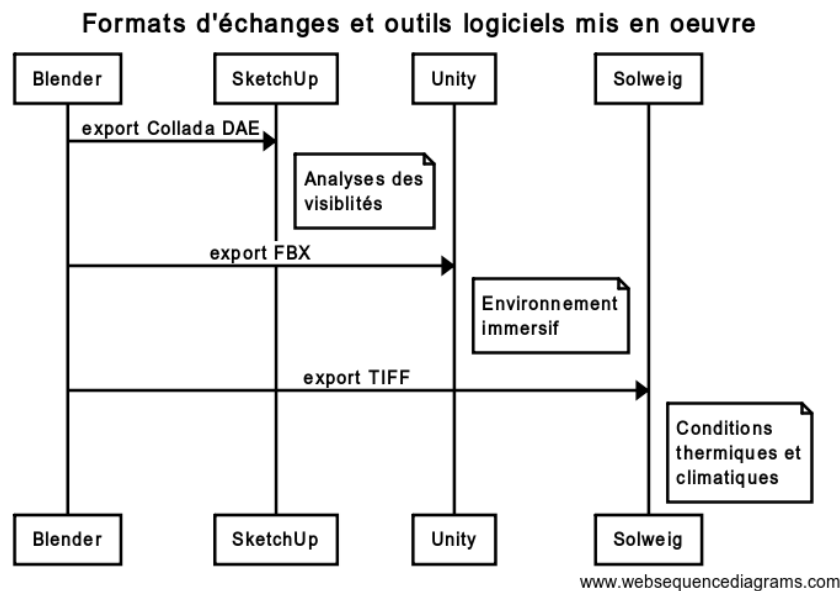 Formats d'échanges et outils logiciels mis en oeuvre
Blender
SketchUp
Unity
Solweig
export Collada DAE
Analyses des
visiblités
export FBX
Environnement
immersif
export TIFF
Conditions
thermiques et
climatiques
Blender
SketchUp
Unity
Solweig
www.websequencediagrams.com